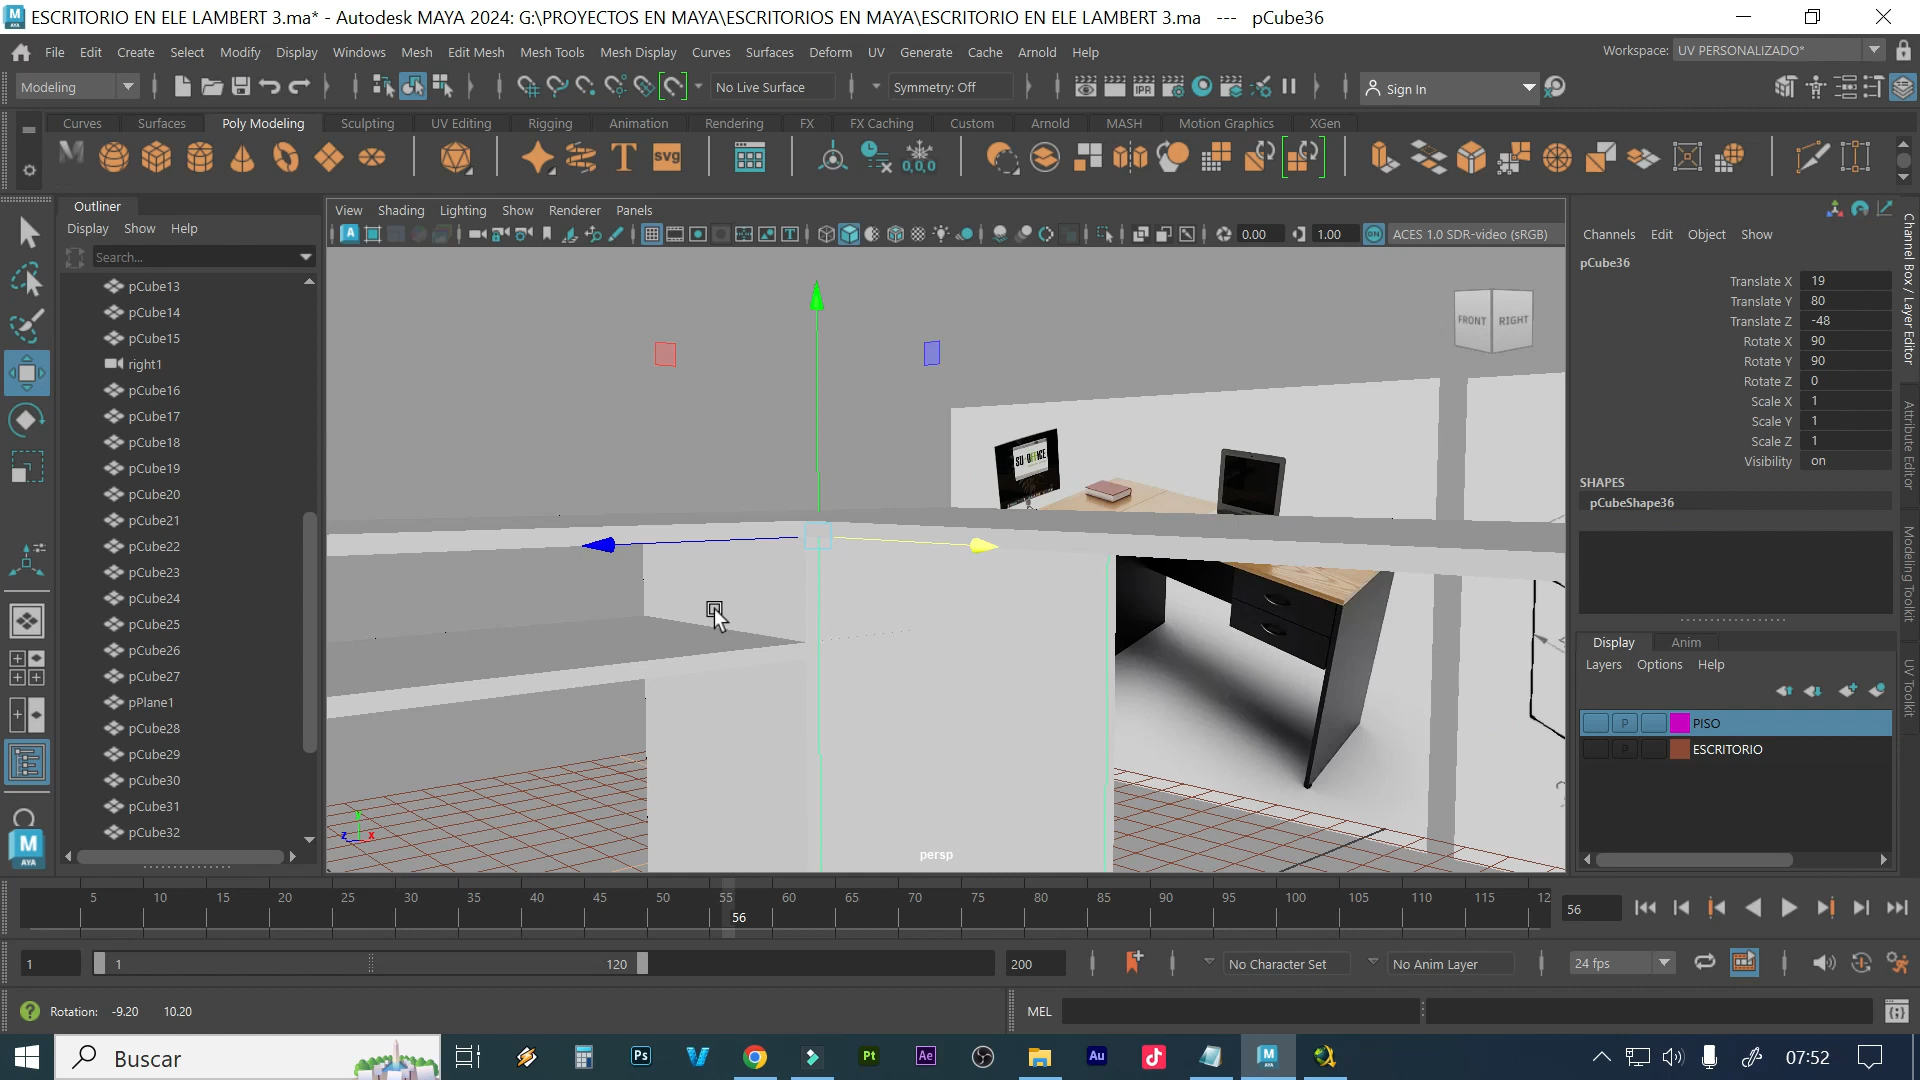 ESCRITORIO EN ELE LAMBERT 3.ma* - Autodesk MAYA 2024: G:\PROYECTOS EN MAYA\ESCRITORIOS EN MAYA\ESCRITORIO EN ELE LAMBERT 3.ma --- pCube36
File Edit Create Select Modify Display Windows Mesh Edit Mesh Mesh Tools Mesh Display Curves Surfaces Deform UV Generate Cache Arnold Help
Workspace: UV PERSONALIZADO*
Modeling
No Live Surface
Symmetry: Off
Sign In
Curves Surfaces Poly Modeling Sculpting UV Editing Rigging Animation Rendering FX FX Caching Custom Arnold MASH Motion Graphics XGen
Outliner
Display Show Help
Search...
pCube13
pCube14
pCube15
right1
pCube16
pCube17
pCube18
pCube19
pCube20
pCube21
pCube22
pCube23
pCube24
pCube25
pCube26
pCube27
pPlane1
pCube28
pCube29
pCube30
pCube31
pCube32
View Shading Lighting Show Renderer Panels
0.00
1.00
ACES 1.0 SDR-video (sRGB)
FRONT RIGHT
persp
Channels Edit Object Show
pCube36
Translate X 19
Translate Y 80
Translate Z -48
Rotate X 90
Rotate Y 90
Rotate Z 0
Scale X 1
Scale Y 1
Scale Z 1
Visibility on
SHAPES
pCubeShape36
Display Anim
Layers Options Help
P PISO
P ESCRITORIO
Channel Box / Layer Editor
Attribute Editor
Modeling Toolkit
UV Toolkit
5 10 15 20 25 30 35 40 45 50 55 60 65 70 75 80 85 90 95 100 105 110 115 12
56
56
1
1
120
200
No Character Set
No Anim Layer
24 fps
Rotation: -9.20 10.20
MEL
Buscar
07:52